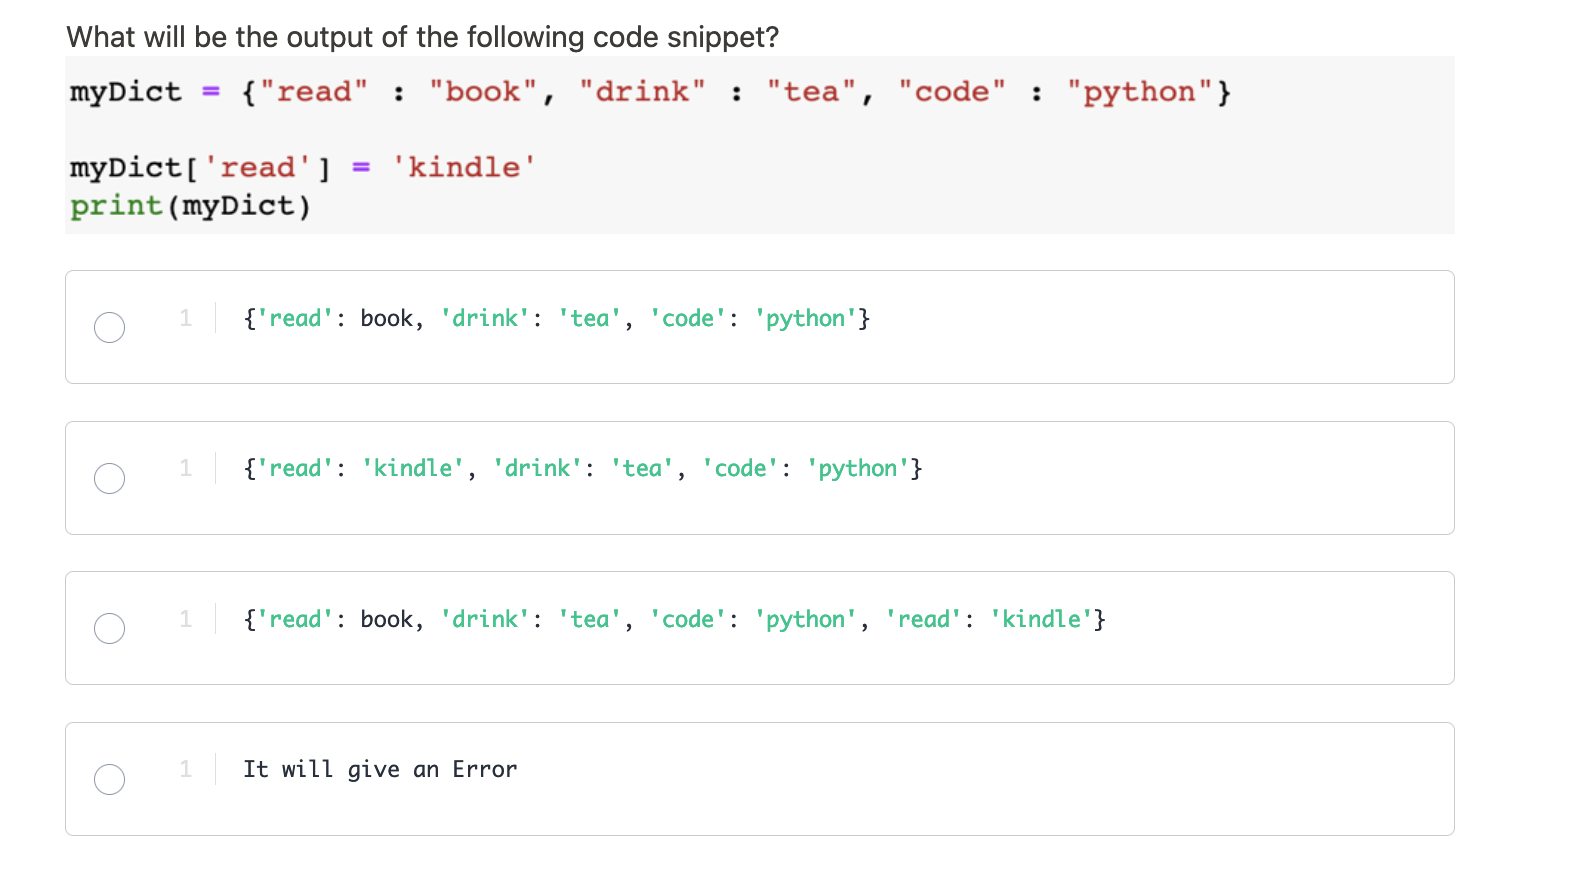 What will be the output of the following code snippet?
myDict = {"read" : "book", "drink" : "tea", "code" : "python"}
myDict['read'] = 'kindle'
print(myDict)
1 {'read': book, 'drink': 'tea', 'code': 'python'}
1 {'read': 'kindle', 'drink': 'tea', 'code': 'python'}
1 {'read': book, 'drink': 'tea', 'code': 'python', 'read': 'kindle'}
1 It will give an Error